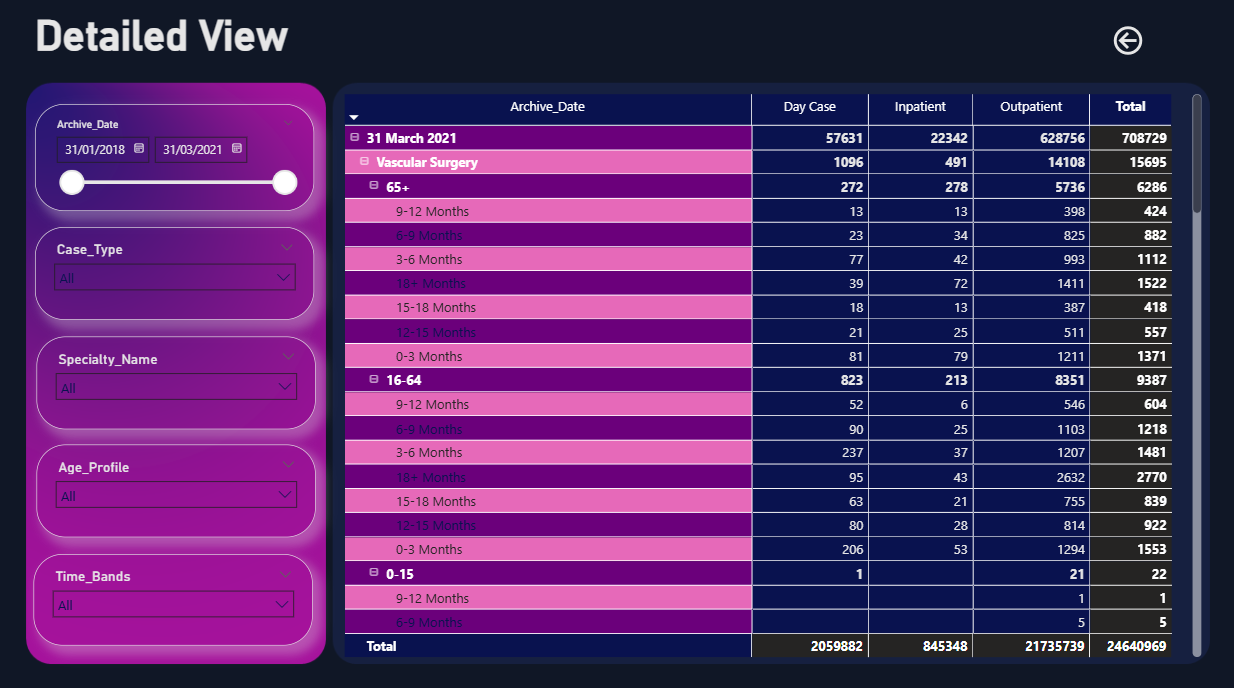 Detailed View
Archive_Date
31/01/2018 31/03/2021
Case_Type
All
Specialty_Name
All
Age_Profile
All
Time_Bands
All
Archive_Date Day Case Inpatient Outpatient Total
31 March 2021 57631 22342 628756 708729
Vascular Surgery 1096 491 14108 15695
65+ 272 278 5736 6286
9-12 Months 13 13 398 424
6-9 Months 23 34 825 882
3-6 Months 77 42 993 1112
18+ Months 39 72 1411 1522
15-18 Months 18 13 387 418
12-15 Months 21 25 511 557
0-3 Months 81 79 1211 1371
16-64 823 213 8351 9387
9-12 Months 52 6 546 604
6-9 Months 90 25 1103 1218
3-6 Months 237 37 1207 1481
18+ Months 95 43 2632 2770
15-18 Months 63 21 755 839
12-15 Months 80 28 814 922
0-3 Months 206 53 1294 1553
0-15 1 21 22
9-12 Months 1 1
6-9 Months 5 5
Total 2059882 845348 21735739 24640969